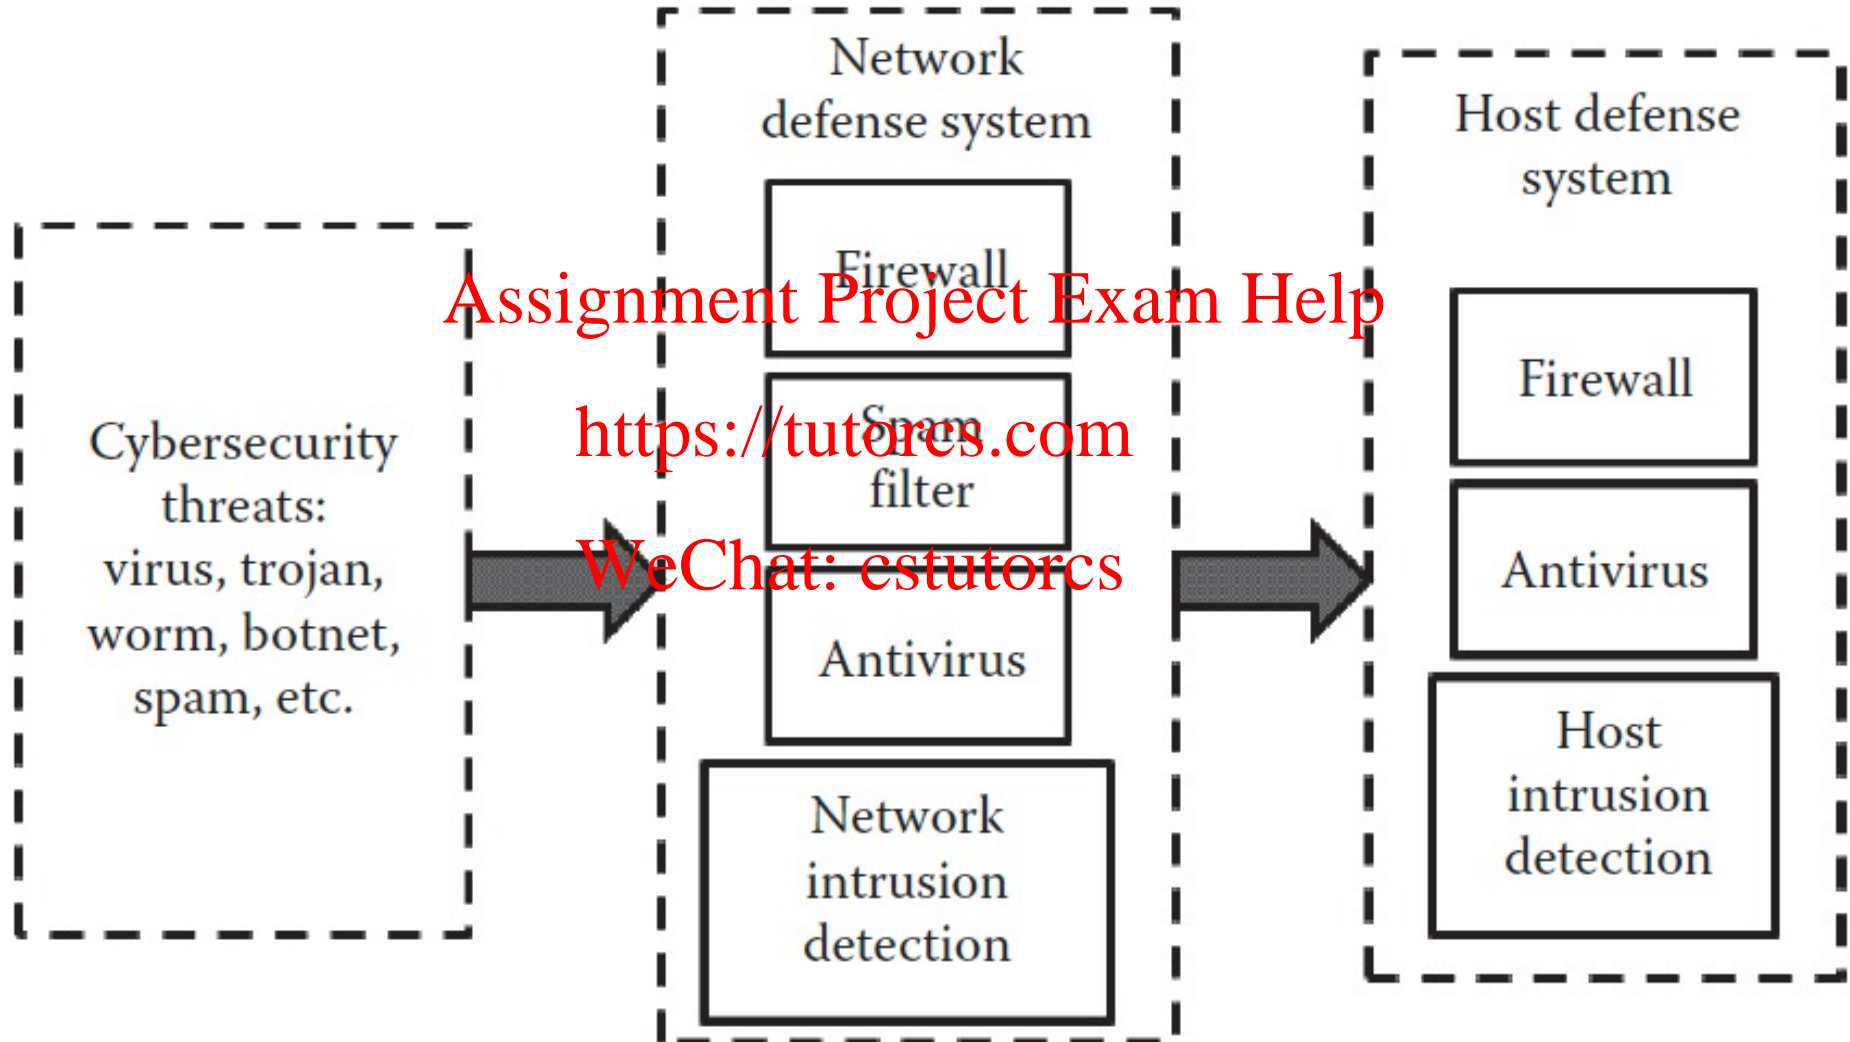 Cybersecurity
threats:
virus, trojan,
worm, botnet,
spam, etc.
Network
defense system
Firewall
Spam
filter
Antivirus
Network
intrusion
detection
Host defense
system
Firewall
Antivirus
Host
intrusion
detection
Assignment Project Exam Help
https://tutorcs.com
WeChat: cstutorcs